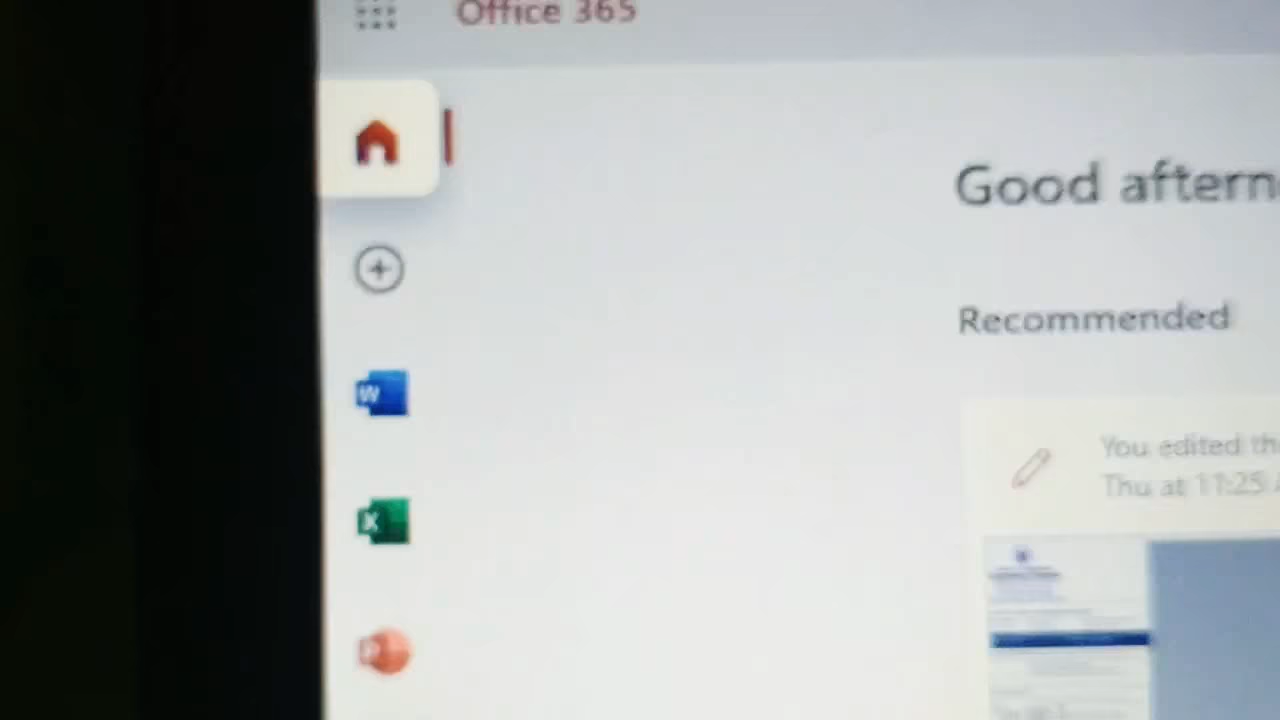 Office 365
Good aftern
Recommended
You edited th
Thu at 11:25 A
W
X
P